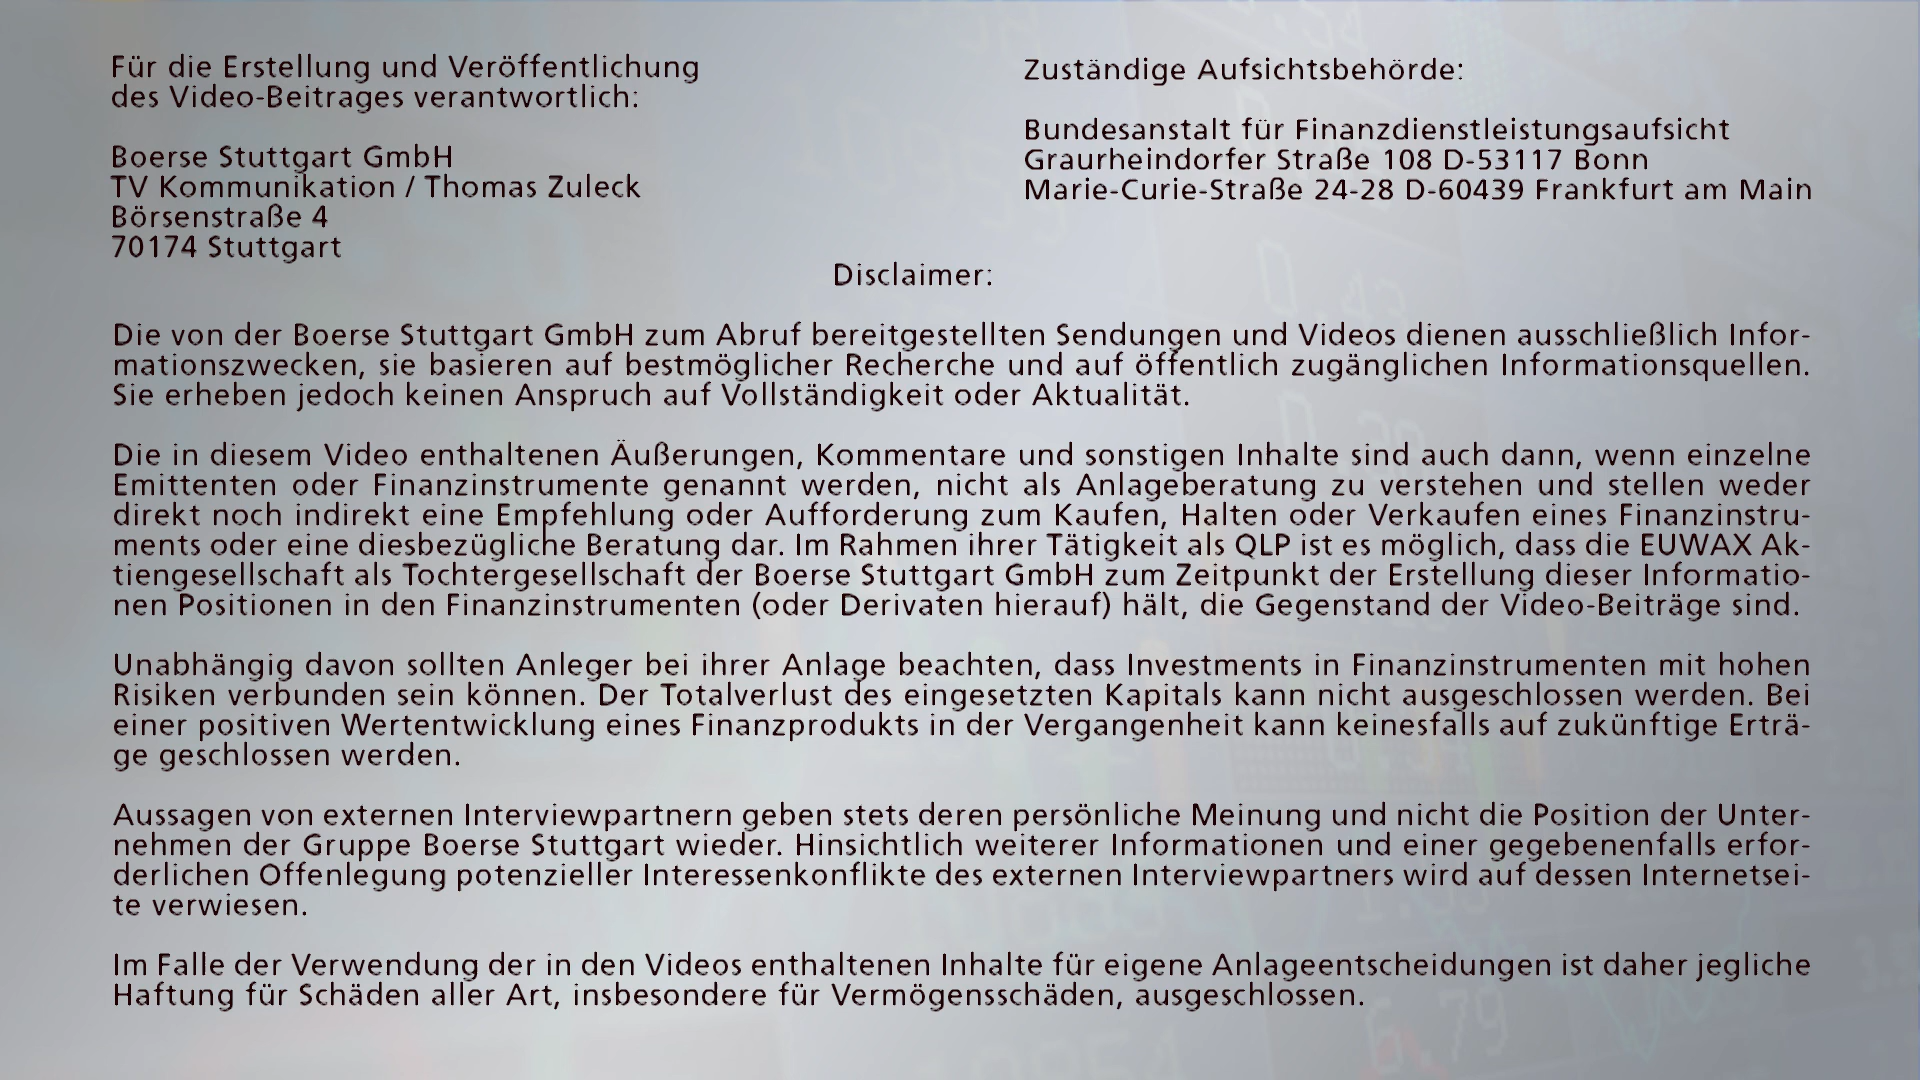 Für die Erstellung und Veröffentlichung
des Video-Beitrages verantwortlich:
Boerse Stuttgart GmbH
TV Kommunikation / Thomas Zuleck
Börsenstraße 4
70174 Stuttgart
Zuständige Aufsichtsbehörde:
Bundesanstalt für Finanzdienstleistungsaufsicht
Graurheindorfer Straße 108 D-53117 Bonn
Marie-Curie-Straße 24-28 D-60439 Frankfurt am Main
Disclaimer:
Die von der Boerse Stuttgart GmbH zum Abruf bereitgestellten Sendungen und Videos dienen ausschließlich Infor-
mationszwecken, sie basieren auf bestmöglicher Recherche und auf öffentlich zugänglichen Informationsquellen.
Sie erheben jedoch keinen Anspruch auf Vollständigkeit oder Aktualität.
Die in diesem Video enthaltenen Äußerungen, Kommentare und sonstigen Inhalte sind auch dann, wenn einzelne
Emittenten oder Finanzinstrumente genannt werden, nicht als Anlageberatung zu verstehen und stellen weder
direkt noch indirekt eine Empfehlung oder Aufforderung zum Kaufen, Halten oder Verkaufen eines Finanzinstru-
ments oder eine diesbezügliche Beratung dar. Im Rahmen ihrer Tätigkeit als QLP ist es möglich, dass die EUWAX Ak-
tiengesellschaft als Tochtergesellschaft der Boerse Stuttgart GmbH zum Zeitpunkt der Erstellung dieser Informatio-
nen Positionen in den Finanzinstrumenten (oder Derivaten hierauf) hält, die Gegenstand der Video-Beiträge sind.
Unabhängig davon sollten Anleger bei ihrer Anlage beachten, dass Investments in Finanzinstrumenten mit hohen
Risiken verbunden sein können. Der Totalverlust des eingesetzten Kapitals kann nicht ausgeschlossen werden. Bei
einer positiven Wertentwicklung eines Finanzprodukts in der Vergangenheit kann keinesfalls auf zukünftige Erträ-
ge geschlossen werden.
Aussagen von externen Interviewpartnern geben stets deren persönliche Meinung und nicht die Position der Unter-
nehmen der Gruppe Boerse Stuttgart wieder. Hinsichtlich weiterer Informationen und einer gegebenenfalls erfor-
derlichen Offenlegung potenzieller Interessenkonflikte des externen Interviewpartners wird auf dessen Internetsei-
te verwiesen.
Im Falle der Verwendung der in den Videos enthaltenen Inhalte für eigene Anlageentscheidungen ist daher jegliche
Haftung für Schäden aller Art, insbesondere für Vermögensschäden, ausgeschlossen.